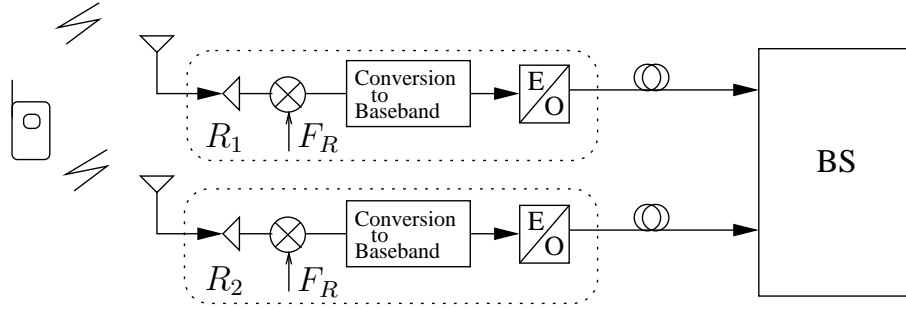 Conversion
to
Baseband
E
O
R1
FR
BS
Conversion
to
Baseband
E
O
R2
FR